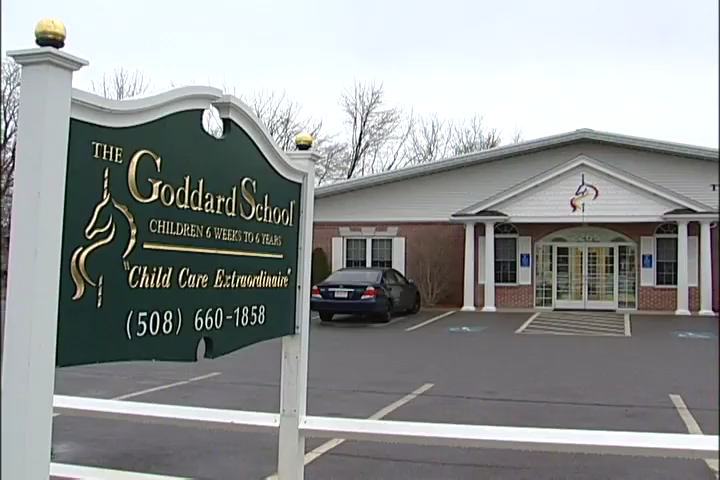 THE
Goddard School
CHILDREN 6 WEEKS TO 6 YEARS
"Child Care Extraordinaire"
(508) 660-1858